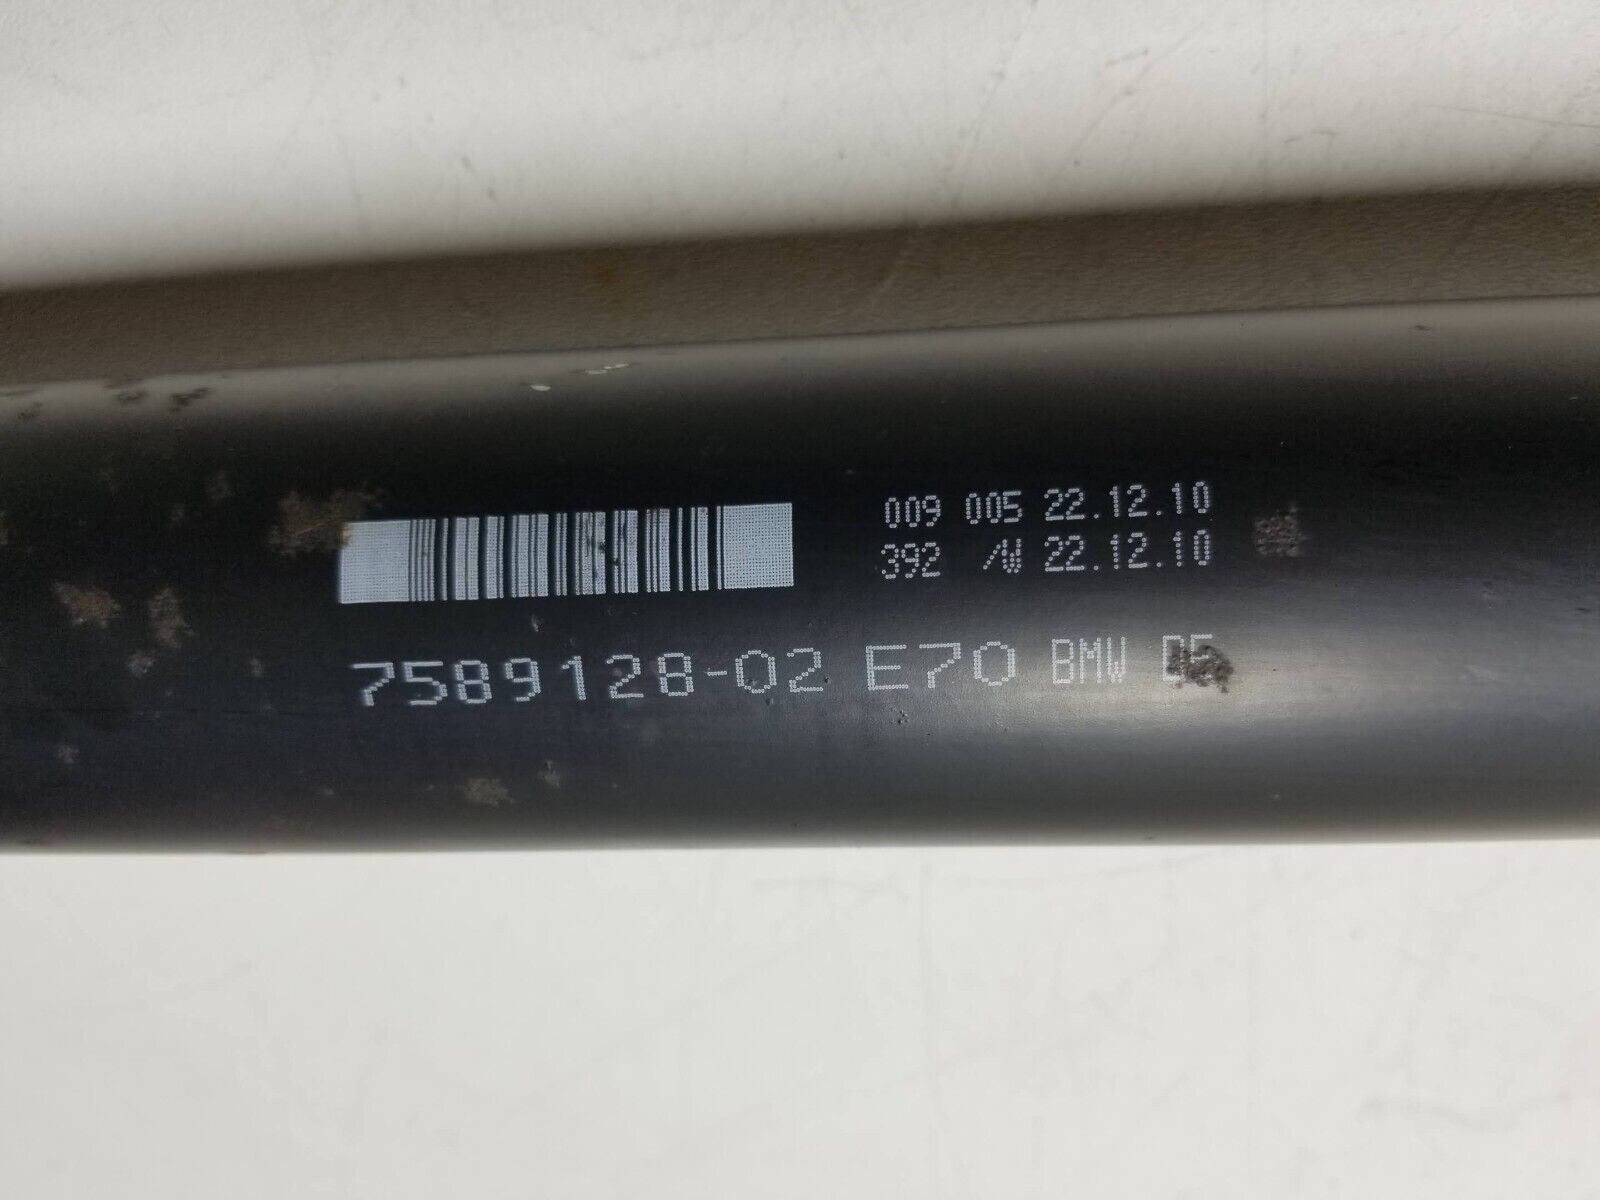 009 005 22.12.10
392 /W 22.12.10
7589128-02 E70 BMW